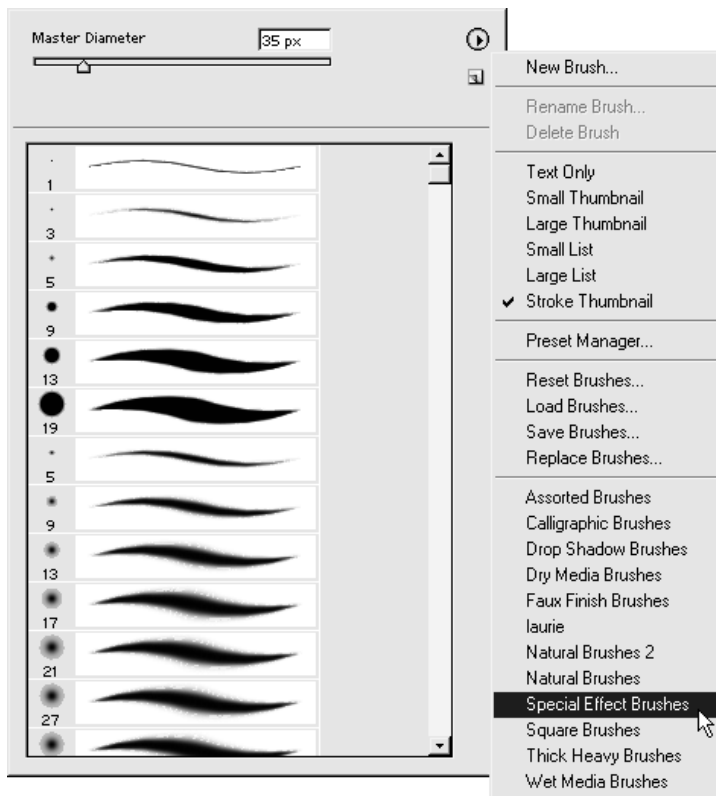 Master Diameter 35 px
1
3
5
9
13
19
5
9
13
17
21
27
New Brush...
Rename Brush...
Delete Brush
Text Only
Small Thumbnail
Large Thumbnail
Small List
Large List
Stroke Thumbnail
Preset Manager...
Reset Brushes...
Load Brushes...
Save Brushes...
Replace Brushes...
Assorted Brushes
Calligraphic Brushes
Drop Shadow Brushes
Dry Media Brushes
Faux Finish Brushes
laurie
Natural Brushes 2
Natural Brushes
Special Effect Brushes
Square Brushes
Thick Heavy Brushes
Wet Media Brushes